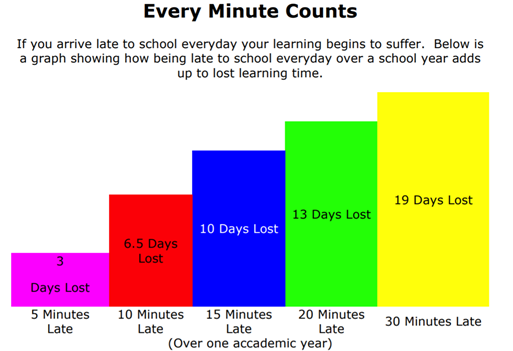 Every Minute Counts
If you arrive late to school everyday your learning begins to suffer.  Below is
a graph showing how being late to school everyday over a school year adds
up to lost learning time.
3
Days Lost
6.5 Days
Lost
10 Days Lost
13 Days Lost
19 Days Lost
5 Minutes
Late
10 Minutes
Late
15 Minutes
Late
20 Minutes
Late
30 Minutes Late
(Over one accademic year)